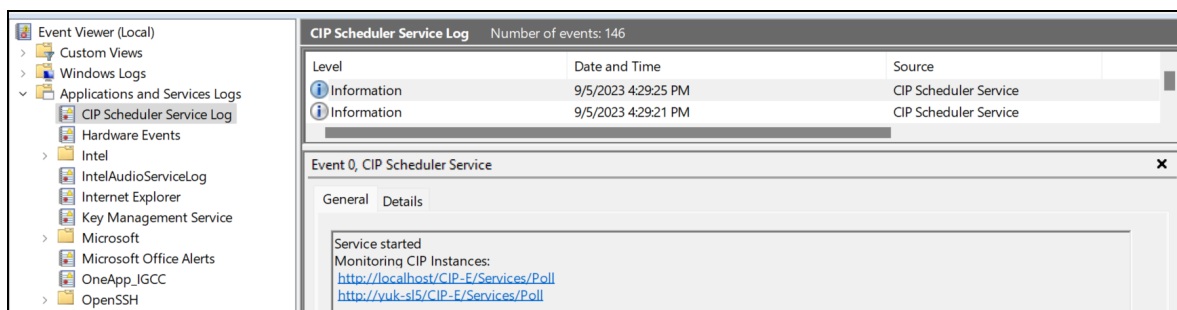 Event Viewer (Local)
Custom Views
Windows Logs
Applications and Services Logs
CIP Scheduler Service Log
Hardware Events
Intel
IntelAudioServiceLog
Internet Explorer
Key Management Service
Microsoft
Microsoft Office Alerts
OneApp_IGCC
OpenSSH
CIP Scheduler Service Log Number of events: 146
Level Date and Time Source
Information 9/5/2023 4:29:25 PM CIP Scheduler Service
Information 9/5/2023 4:29:21 PM CIP Scheduler Service
Event 0, CIP Scheduler Service
General Details
Service started
Monitoring CIP Instances:
http://localhost/CIP-E/Services/Poll
http://yuk-sl5/CIP-E/Services/Poll